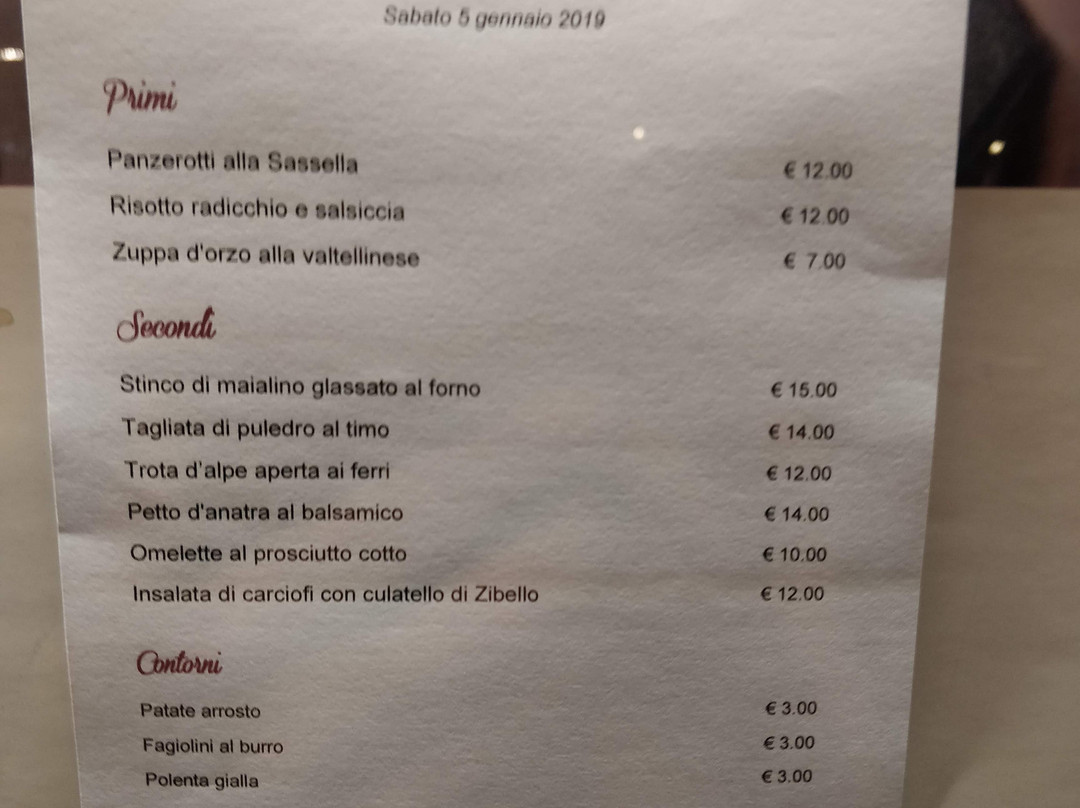 Sabato 5 gennaio 2019
Primi
Panzerotti alla Sassella € 12.00
Risotto radicchio e salsiccia € 12.00
Zuppa d'orzo alla valtellinese € 7.00
Secondi
Stinco di maialino glassato al forno € 15.00
Tagliata di puledro al timo € 14.00
Trota d'alpe aperta ai ferri € 12.00
Petto d'anatra al balsamico € 14.00
Omelette al prosciutto cotto € 10.00
Insalata di carciofi con culatello di Zibello € 12.00
Contorni
Patate arrosto € 3.00
Fagiolini al burro € 3.00
Polenta gialla € 3.00